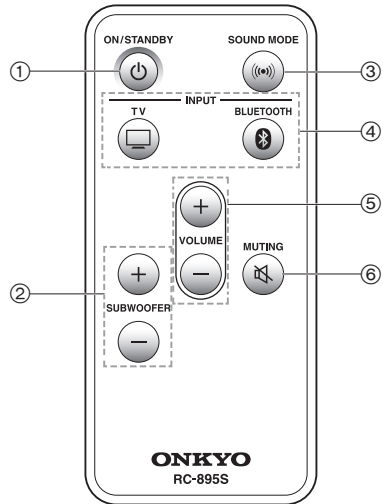 ON/STANDBY SOUND MODE
① ③
INPUT
TV BLUETOOTH
④
+
⑤
VOLUME MUTING
+ − ⑥
②
SUBWOOFER
−
ONKYO
RC-895S